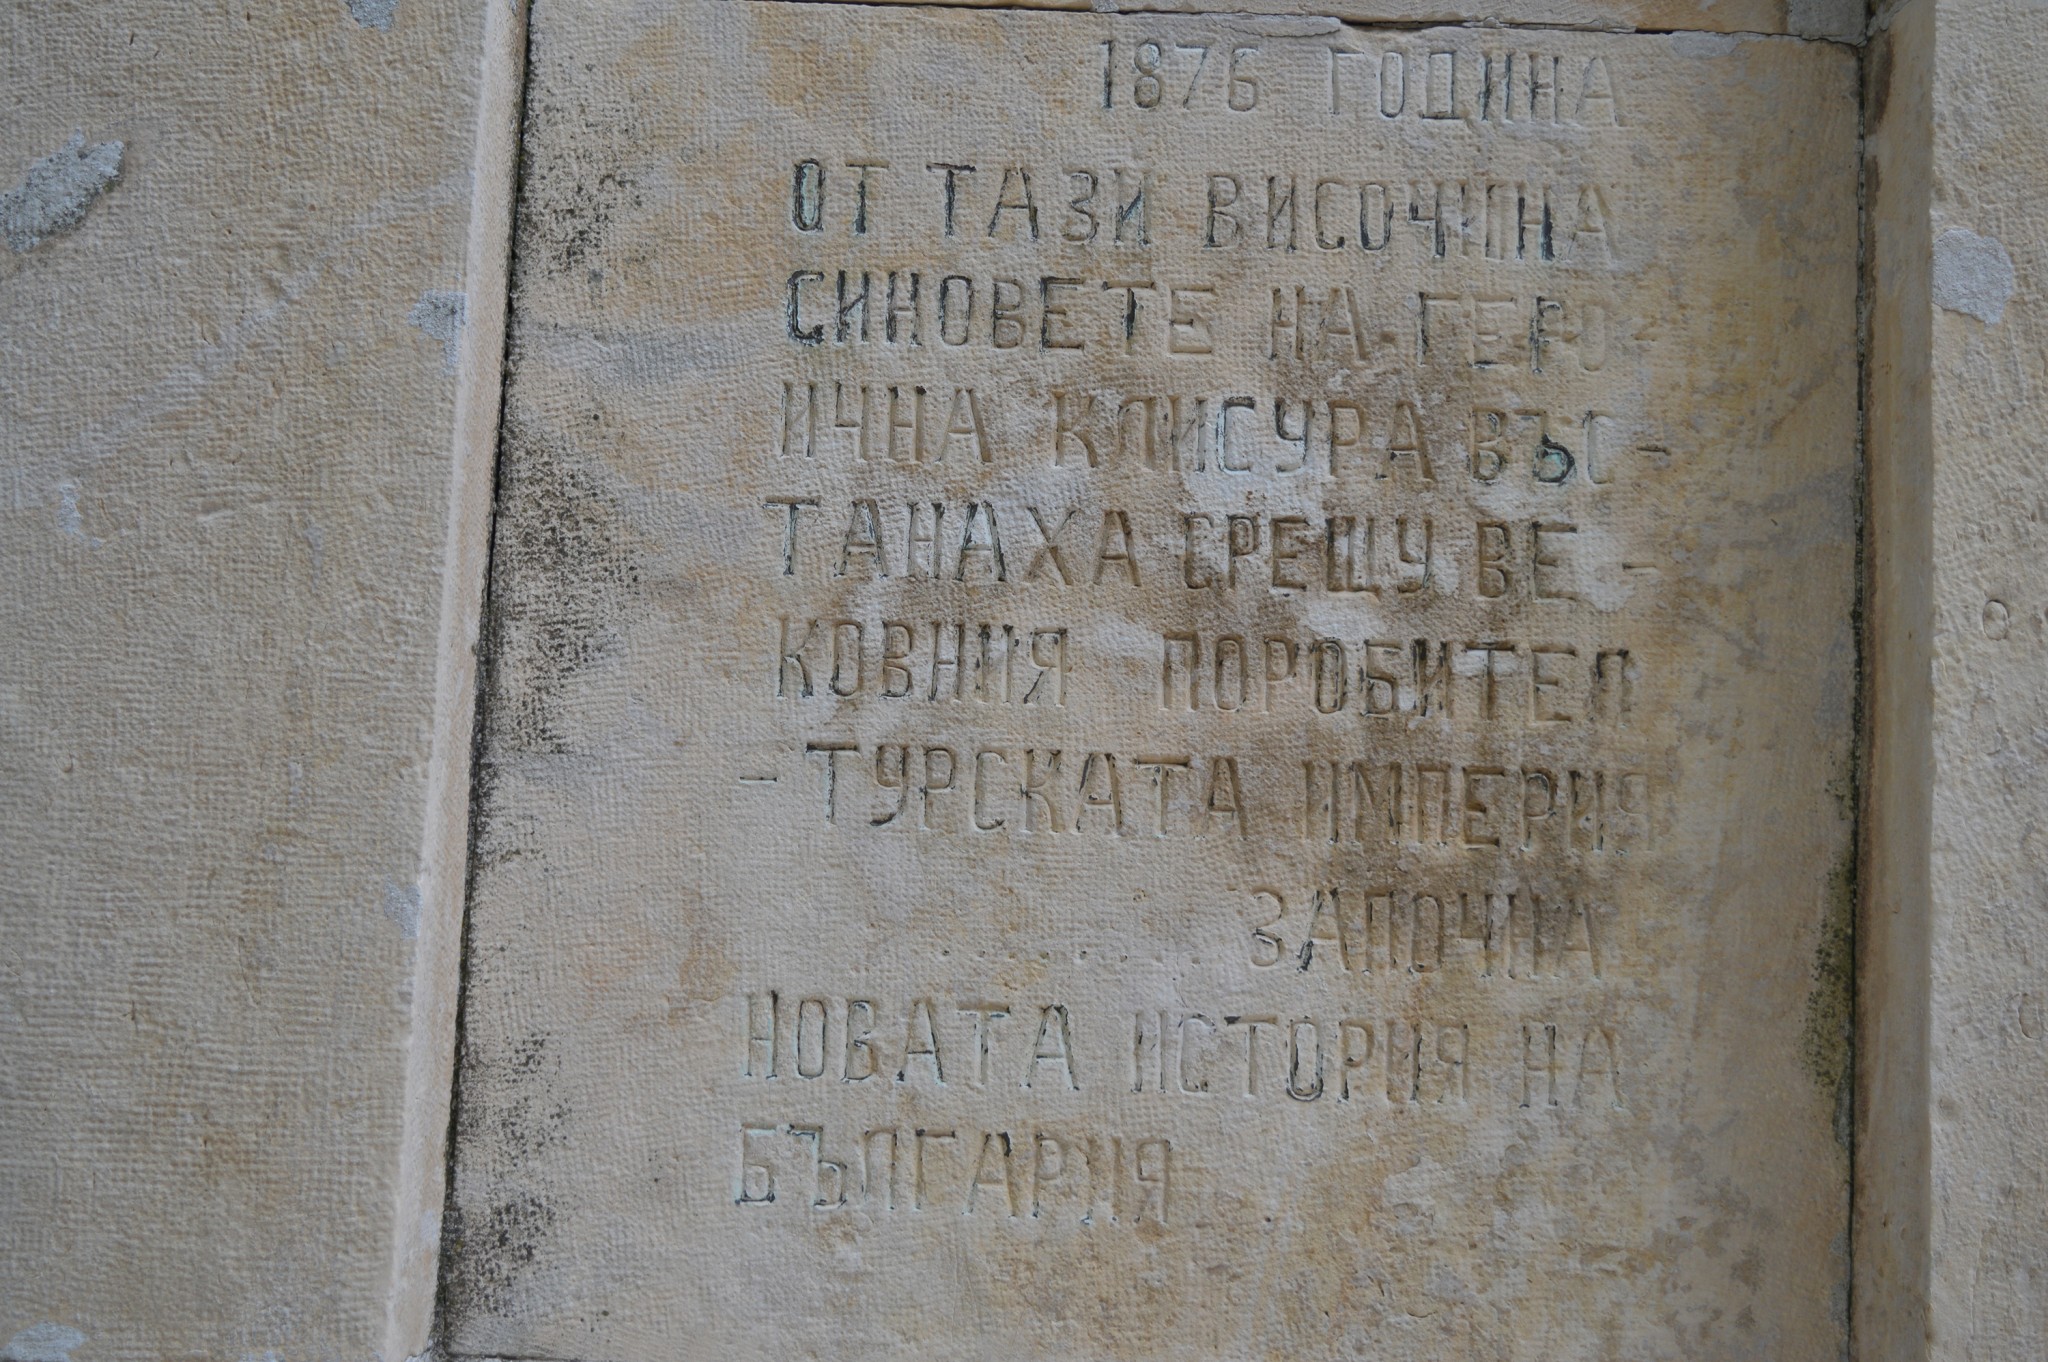 1876 ГОДИНА
ОТ ТАЗИ ВИСОЧИНА
СИНОВЕТЕ НА ГЕРО-
ИЧНА КЛИСУРА ВЪС-
ТАНАХА СРЕЩУ ВЕ-
КОВНИЯ ПОРОБИТЕЛ
- ТУРСКАТА ИМПЕРИЯ
.......... ЗАПОЧНА
НОВАТА ИСТОРИЯ НА
БЪЛГАРИЯ